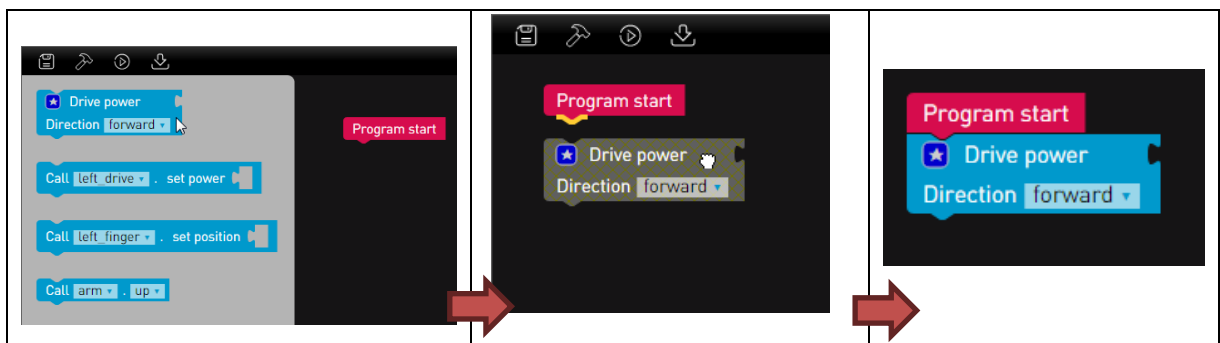 Drive power
Direction forward
Program start
Call left_drive . set power
Call left_finger . set position
Call arm . up
Program start
Drive power
Direction forward
Program start
Drive power
Direction forward